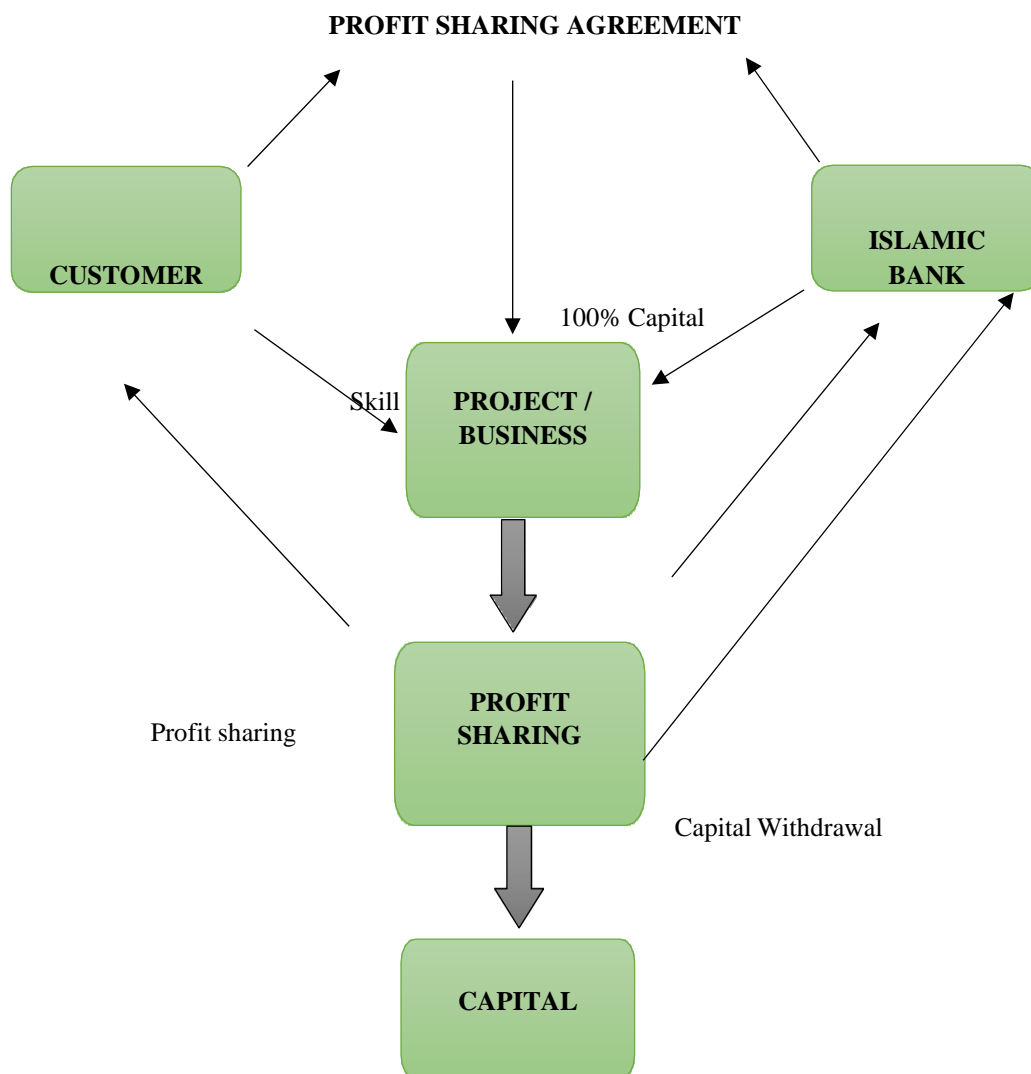 PROFIT SHARING AGREEMENT
CUSTOMER
ISLAMIC
BANK
100% Capital
Skill
PROJECT /
BUSINESS
PROFIT
SHARING
Profit sharing
Capital Withdrawal
CAPITAL